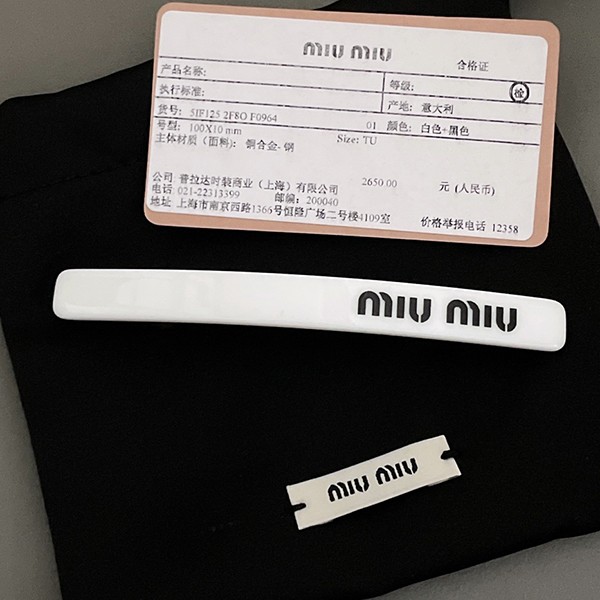 miu miu
合格证
产品名称:
等级:
检
执行标准:
产地: 意大利
货号: 5IF125 2F8O F0964
01 颜色: 白色+黑色
号型: 100X10 mm
Size: TU
主体材质 (面料): 铜合金- 钢
公司 普拉达时装商业 (上海) 有限公司
2650.00 元 (人民币)
电话 021-22313399 邮编: 200040
地址 上海市南京西路1366号恒隆广场二号楼4109室
价格举报电话 12358
miu miu
miu miu